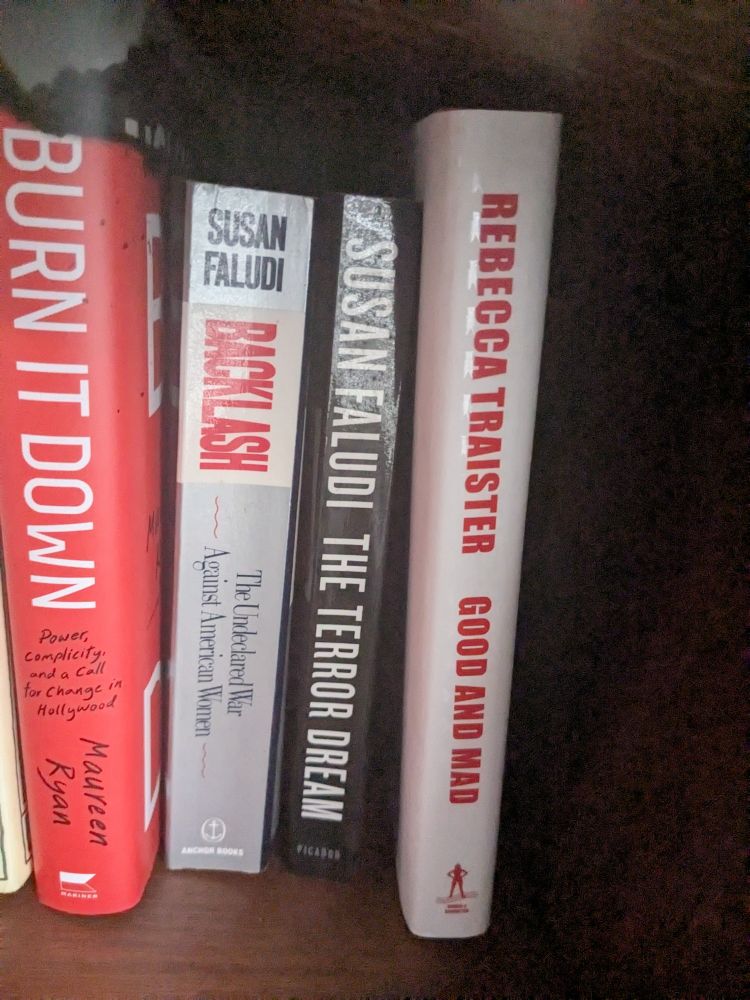 BURN IT DOWN
Power,
Complicity,
and a Call
for Change in
Hollywood
Maureen
Ryan
MARINER
SUSAN
FALUDI
BACKLASH
The Undeclared War
Against American Women
ANCHOR BOOKS
SUSAN FALUDI THE TERROR DREAM
PICADOR
REBECCA TRAISTER GOOD AND MAD